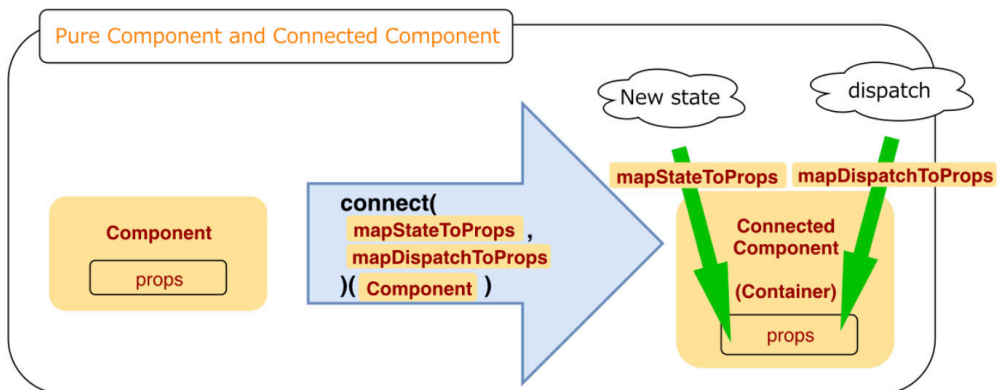 Pure Component and Connected Component
New state
dispatch
mapStateToProps
mapDispatchToProps
Component
props
connect(
mapStateToProps ,
mapDispatchToProps
)( Component )
Connected
Component
(Container)
props